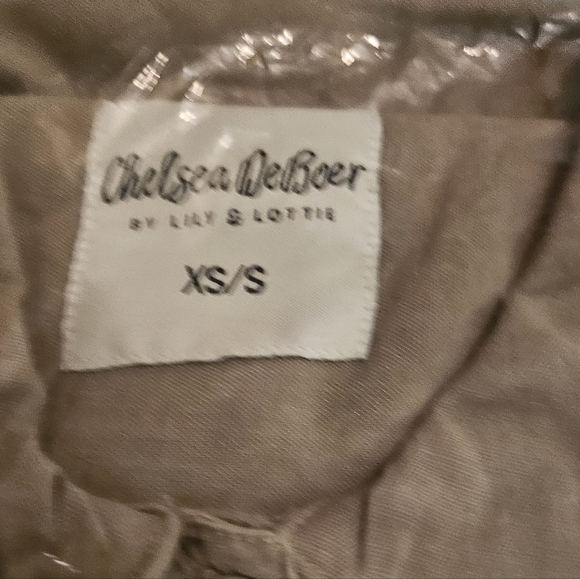 Chelsea DeBoer
BY LILY & LOTTIE
XS/S